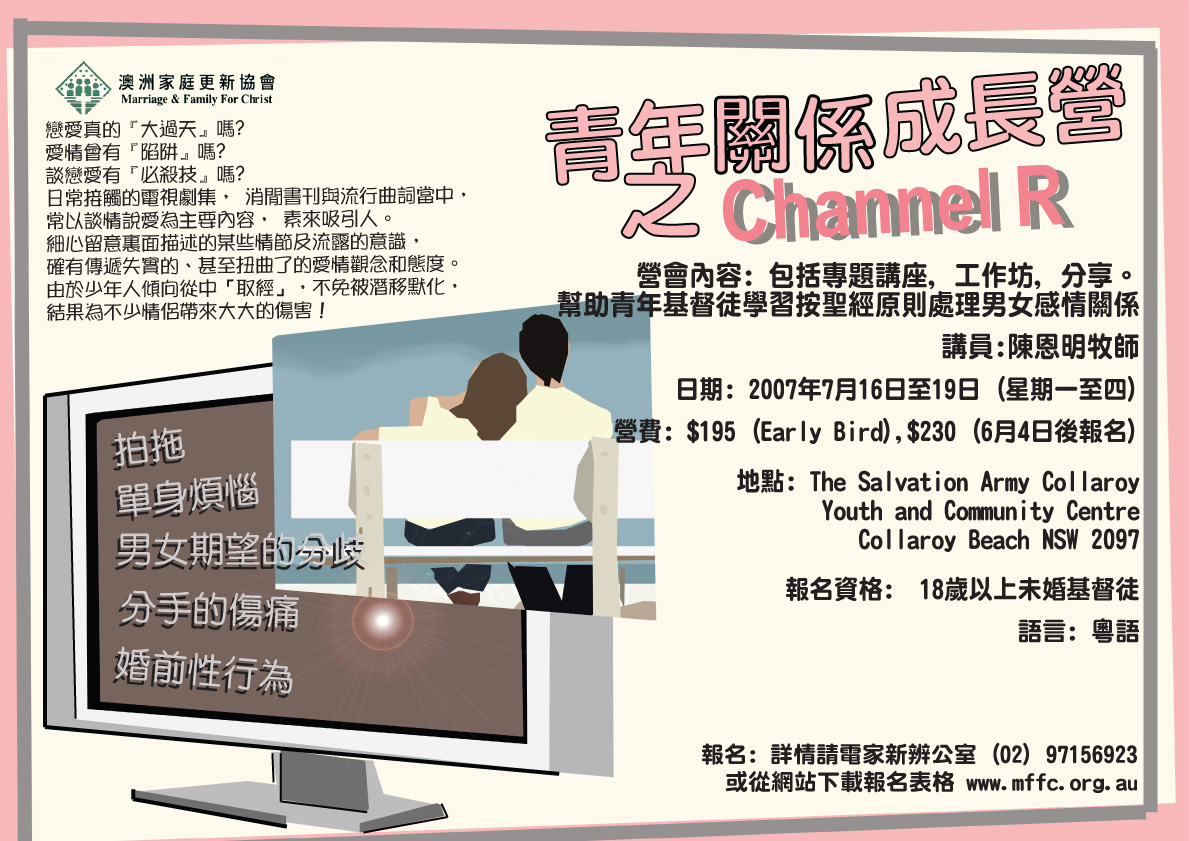 澳洲家庭更新協會
Marriage & Family For Christ
戀愛真的『大過天』嗎?
愛情曾有『陷阱』嗎?
談戀愛有『必殺技』嗎?
日常接觸的電視劇集， 消閒書刊與流行曲詞當中，
常以談情說愛為主要內容， 素來吸引人。
細心留意裏面描述的某些情節及流露的意識，
確有傳遞失實的、甚至扭曲了的愛情觀念和態度。
由於少年人傾向從中「取經」，不免被潛移默化，
結果為不少情侶帶來大大的傷害！
青年關係成長營
之 Channel R
營會內容: 包括專題講座, 工作坊, 分享。
幫助青年基督徒學習按聖經原則處理男女感情關係
講員:陳恩明牧師
日期: 2007年7月16日至19日 (星期一至四)
營費: $195 (Early Bird),$230 (6月4日後報名)
地點: The Salvation Army Collaroy
Youth and Community Centre
Collaroy Beach NSW 2097
報名資格: 18歲以上未婚基督徒
語言: 粵語
拍拖
單身煩惱
男女期望的分歧
分手的傷痛
婚前性行為
報名: 詳情請電家新辦公室 (02) 97156923
或從網站下載報名表格 www.mffc.org.au